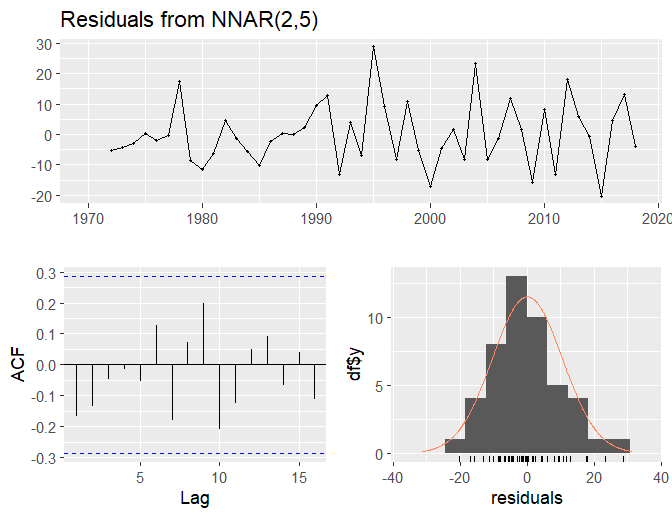 Residuals from NNAR(2,5)
30
20
10
0
-10
-20
1970 1980 1990 2000 2010 2020
0.3
0.2
0.1
0.0
-0.1
-0.2
-0.3
ACF
5 10 15
Lag
10
5
0
df$y
-40 -20 0 20 40
residuals